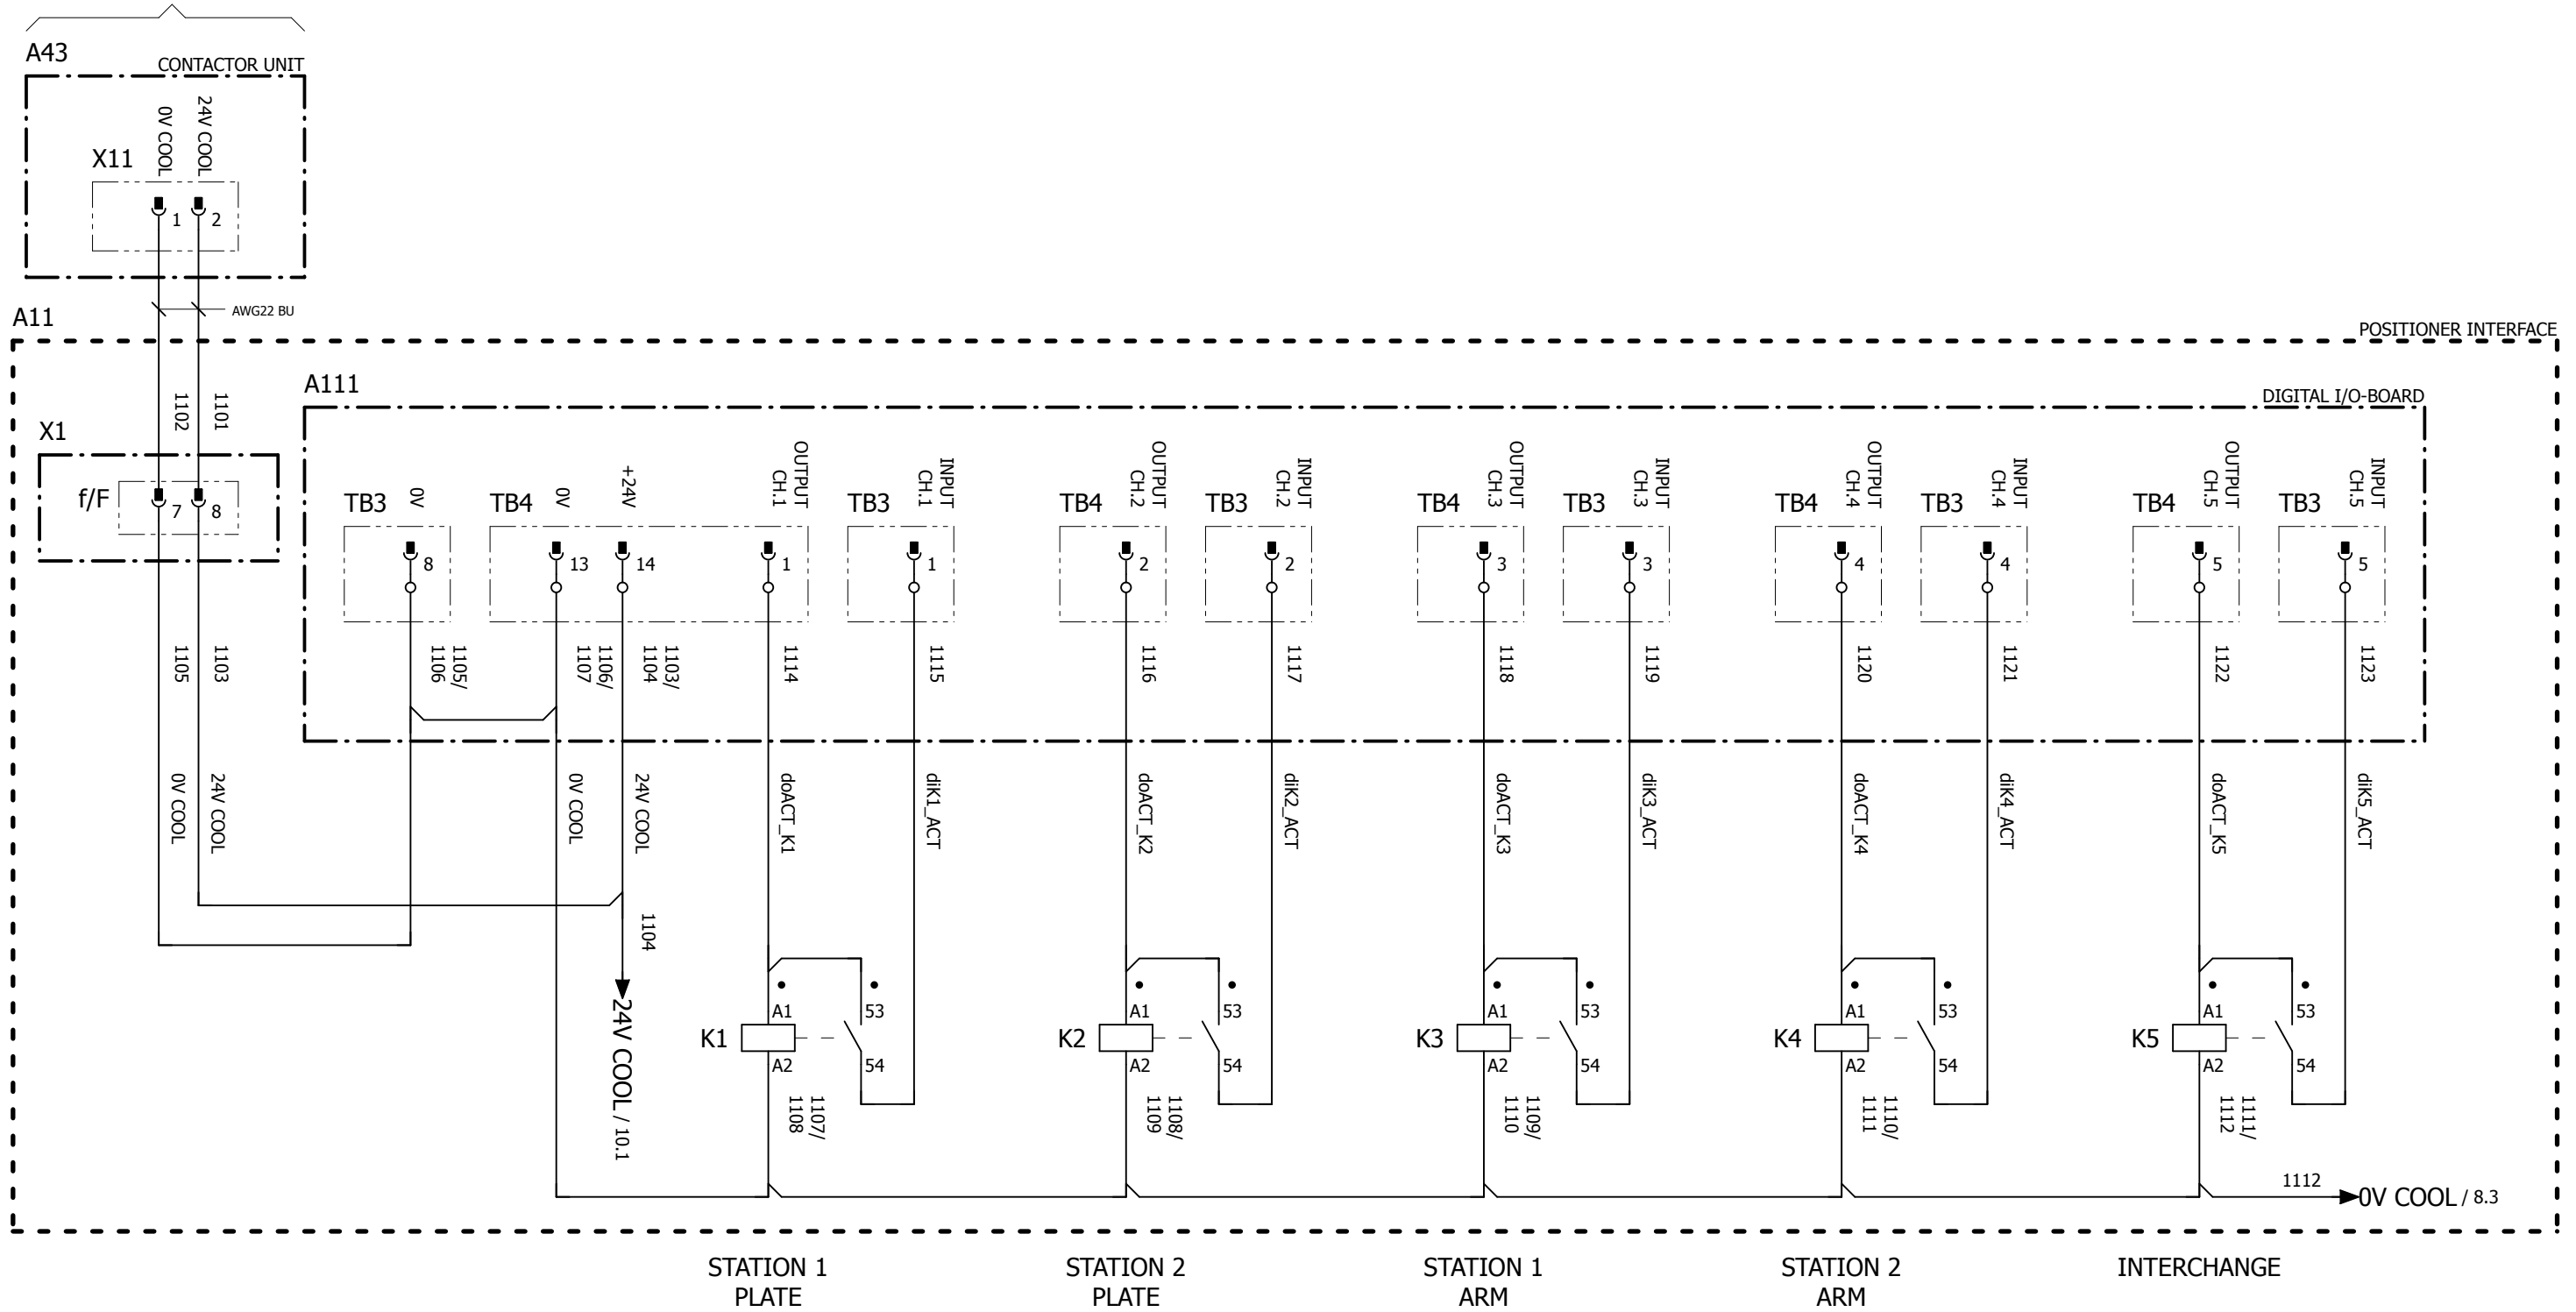 A43
CONTACTOR UNIT
0V COOL
24V COOL
X11
1
2
AWG22 BU
A11
POSITIONER INTERFACE
1102
1101
A111
DIGITAL I/O-BOARD
X1
f/F
7
8
TB3
0V
8
TB4
0V
13
+24V
14
OUTPUT
CH.1
1
TB3
INPUT
CH.1
1
TB4
OUTPUT
CH.2
2
TB3
INPUT
CH.2
2
TB4
OUTPUT
CH.3
3
TB3
INPUT
CH.3
3
TB4
OUTPUT
CH.4
4
TB3
INPUT
CH.4
4
TB4
OUTPUT
CH.5
5
TB3
INPUT
CH.5
5
1105
1103
1105/
1106
1106/
1107
1103/
1104
1114
1115
1116
1117
1118
1119
1120
1121
1122
1123
0V COOL
24V COOL
0V COOL
24V COOL
doACT_K1
diK1_ACT
doACT_K2
diK2_ACT
doACT_K3
diK3_ACT
doACT_K4
diK4_ACT
doACT_K5
diK5_ACT
1104
24V COOL / 10.1
K1
A1
A2
53
54
1107/
1108
K2
A1
A2
53
54
1108/
1109
K3
A1
A2
53
54
1109/
1110
K4
A1
A2
53
54
1110/
1111
K5
A1
A2
53
54
1111/
1112
1112
0V COOL / 8.3
STATION 1
PLATE
STATION 2
PLATE
STATION 1
ARM
STATION 2
ARM
INTERCHANGE